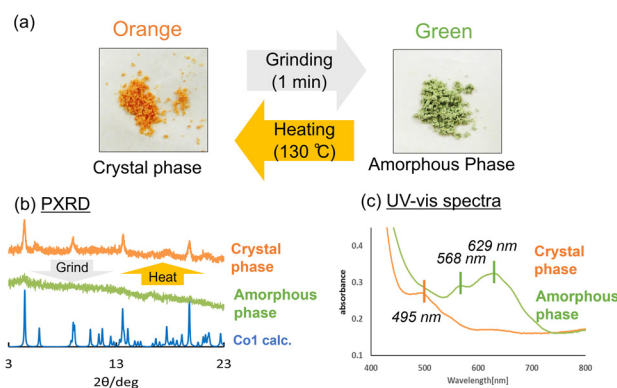 (a)
Orange
Green
Grinding
(1 min)
Heating
(130 ℃)
Crystal phase
Amorphous Phase
(b) PXRD
Crystal
phase
Grind
Heat
Amorphous
phase
Co1 calc.
3
13
23
2θ/deg
(c) UV-vis spectra
629 nm
568 nm
Crystal
phase
Amorphous
phase
495 nm
absorbance
0.4
0.3
0.2
0.1
400
500
600
700
800
Wavelength[nm]